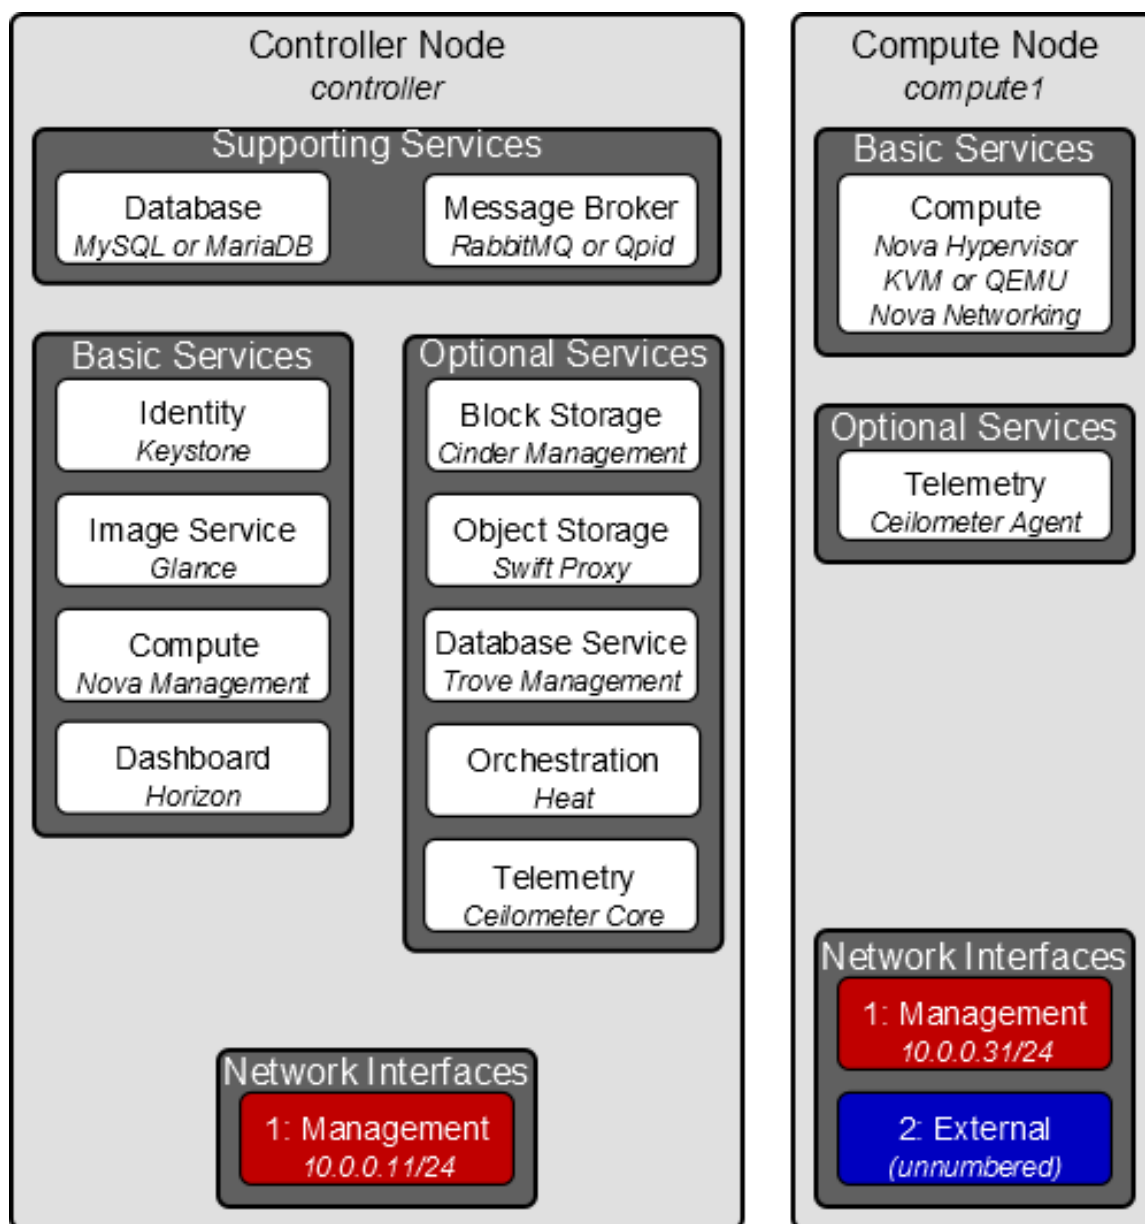 Controller Node
controller
Supporting Services
Database
MySQL or MariaDB
Message Broker
RabbitMQ or Qpid
Basic Services
Identity
Keystone
Image Service
Glance
Compute
Nova Management
Dashboard
Horizon
Optional Services
Block Storage
Cinder Management
Object Storage
Swift Proxy
Database Service
Trove Management
Orchestration
Heat
Telemetry
Ceilometer Core
Network Interfaces
1: Management
10.0.0.11/24
Compute Node
compute1
Basic Services
Compute
Nova Hypervisor
KVM or QEMU
Nova Networking
Optional Services
Telemetry
Ceilometer Agent
Network Interfaces
1: Management
10.0.0.31/24
2: External
(unnumbered)